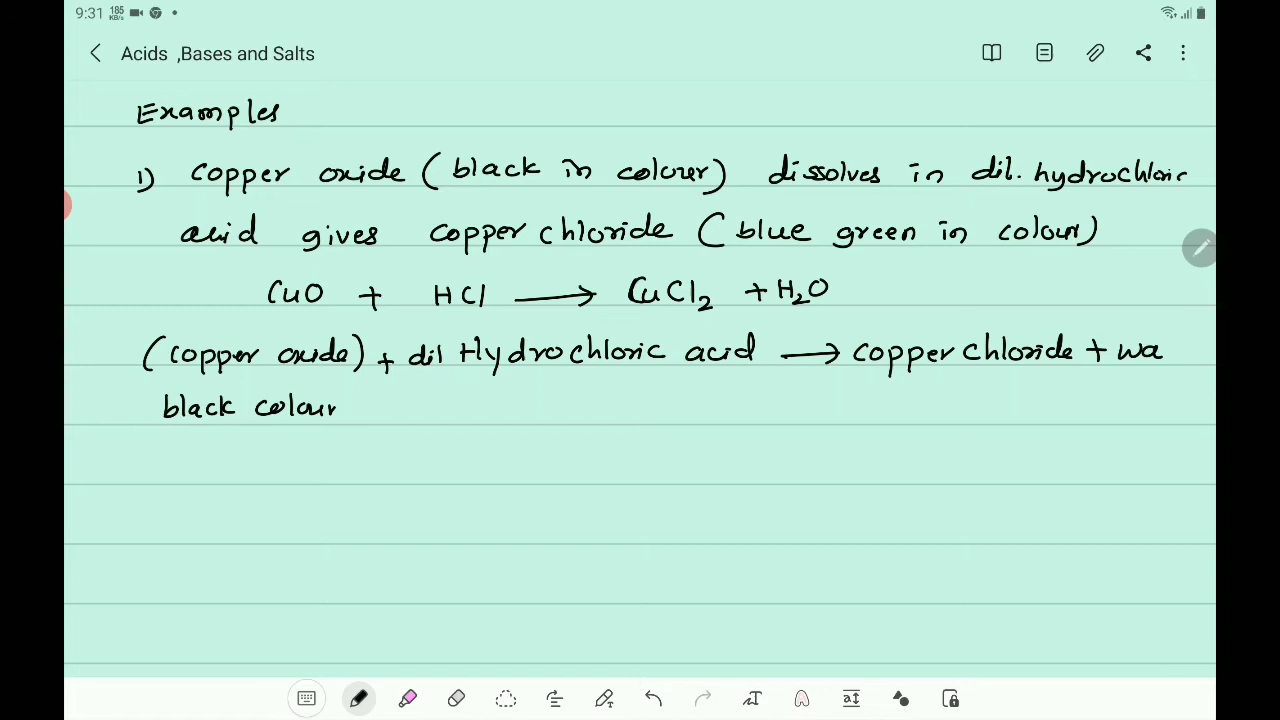 9:31 185 KB/s
Acids ,Bases and Salts
Examples
1) copper oxide (black in colour) dissolves in dil. hydrochloric
acid gives copper chloride (blue green in colour)
CuO + HCl → CuCl₂ + H₂O
(copper oxide) + dil Hydrochloric acid → copper chloride + wa
black colour